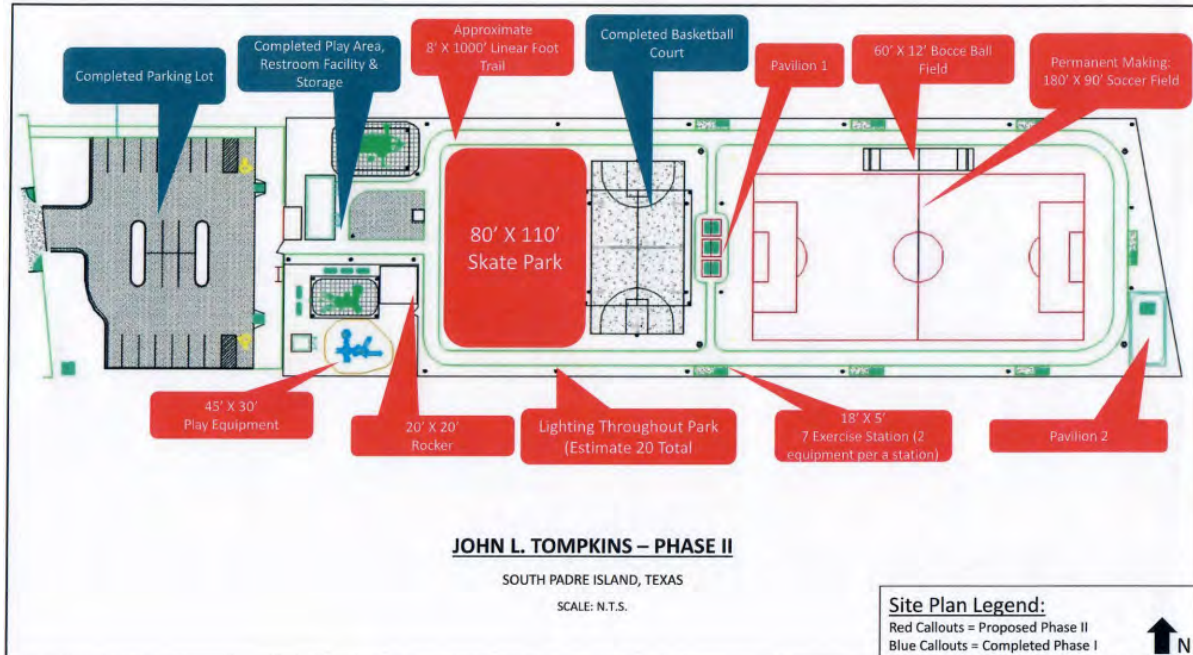 Completed Parking Lot
Completed Play Area,
Restroom Facility &
Storage
Approximate
8' X 1000' Linear Foot
Trail
Completed Basketball
Court
Pavilion 1
60' X 12' Bocce Ball
Field
Permanent Making:
180' X 90' Soccer Field
80' X 110'
Skate Park
45' X 30'
Play Equipment
20' X 20'
Rocker
Lighting Throughout Park
(Estimate 20 Total
18' X 5'
7 Exercise Station (2
equipment per a station)
Pavilion 2
JOHN L. TOMPKINS – PHASE II
SOUTH PADRE ISLAND, TEXAS
SCALE: N.T.S.
Site Plan Legend:
Red Callouts = Proposed Phase II
Blue Callouts = Completed Phase I
N